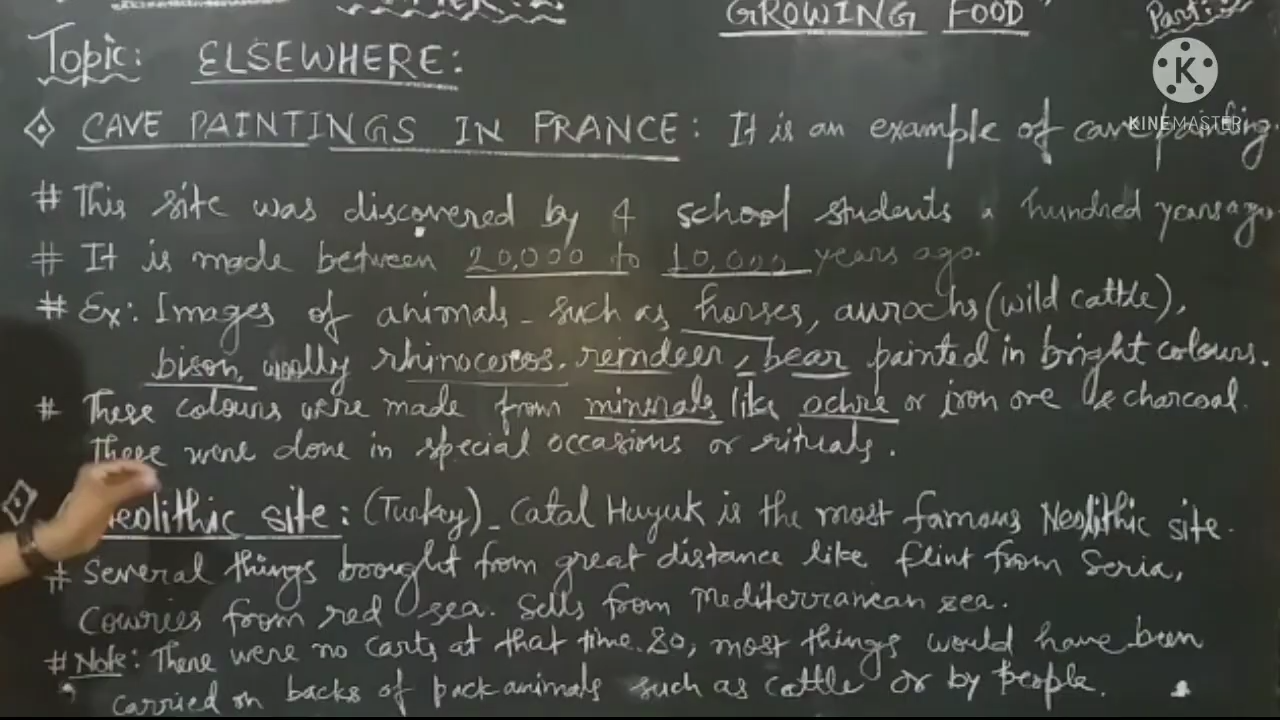 GROWING FOOD
Part:
Topic: ELSEWHERE:
CAVE PAINTINGS IN FRANCE: It is an example of cave painting.
KINEMASTER
# This site was discovered by 4 school students a hundred years ago
# It is made between 20,000 to 10,000 years ago.
# Ex: Images of animals - such as horses, aurochs (wild cattle),
bison, woolly rhinoceros, reindeer, bear painted in bright colours.
# These colours were made from minerals like ochre or iron ore & charcoal.
These were done in special occasions or rituals.
Neolithic site: (Turkey) - Catal Huyuk is the most famous Neolithic site.
# Several things brought from great distance like flint from Seria,
Cowries from red sea. Sells from Mediterranean sea.
# Note: There were no carts at that time. So, most things would have been
carried on backs of pack animals such as cattle or by people.